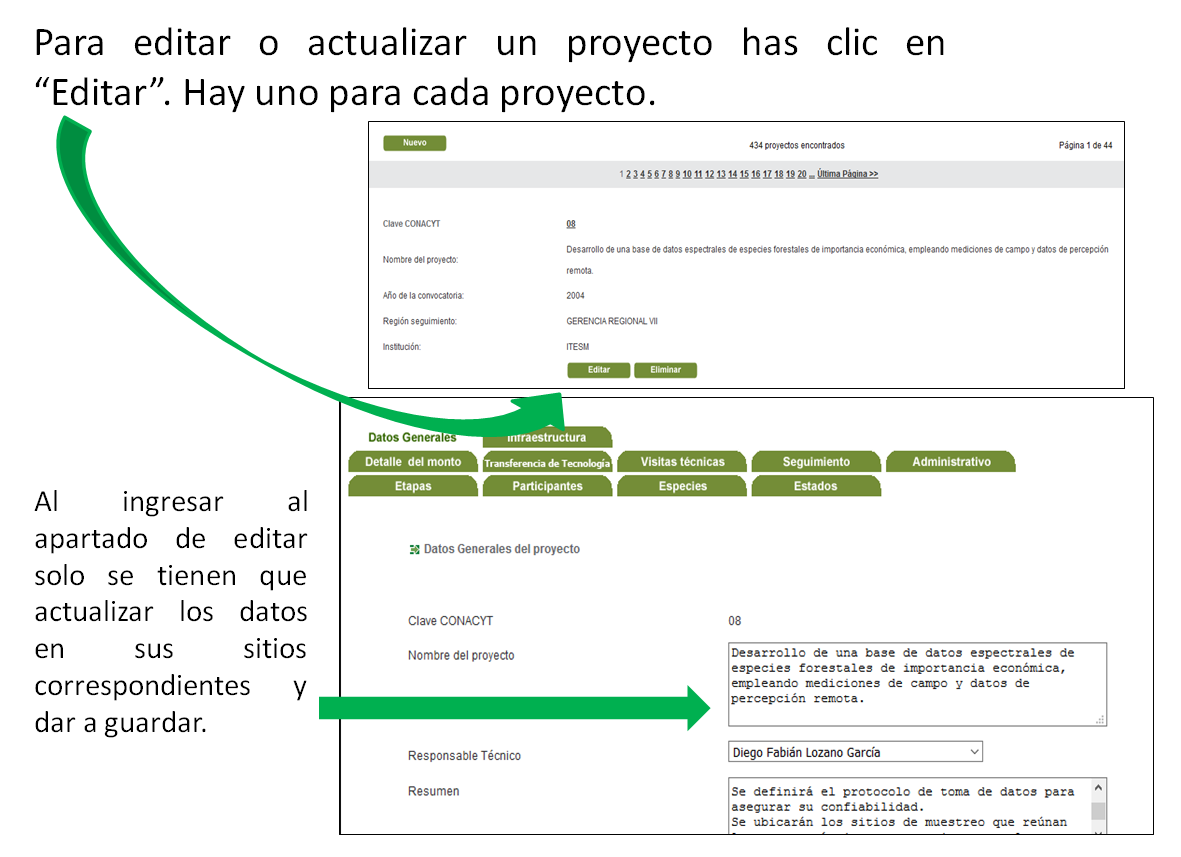 Para editar o actualizar un proyecto has clic en
“Editar”. Hay uno para cada proyecto.
Nuevo
434 proyectos encontrados
Página 1 de 44
1 2 3 4 5 6 7 8 9 10 11 12 13 14 15 16 17 18 19 20 ... Última Página >>
Clave CONACYT
08
Nombre del proyecto:
Desarrollo de una base de datos espectrales de especies forestales de importancia económica, empleando mediciones de campo y datos de percepción
remota.
Año de la convocatoria:
2004
Región seguimiento:
GERENCIA REGIONAL VII
Institución:
ITESM
Editar
Eliminar
Datos Generales
Infraestructura
Detalle del monto
Transferencia de Tecnología
Visitas técnicas
Seguimiento
Administrativo
Etapas
Participantes
Especies
Estados
Al ingresar al
apartado de editar
solo se tienen que
actualizar los datos
en sus sitios
correspondientes y
dar a guardar.
Datos Generales del proyecto
Clave CONACYT
08
Nombre del proyecto
Desarrollo de una base de datos espectrales de
especies forestales de importancia económica,
empleando mediciones de campo y datos de
percepción remota.
Responsable Técnico
Diego Fabián Lozano García
Resumen
Se definirá el protocolo de toma de datos para
asegurar su confiabilidad.
Se ubicarán los sitios de muestreo que reúnan